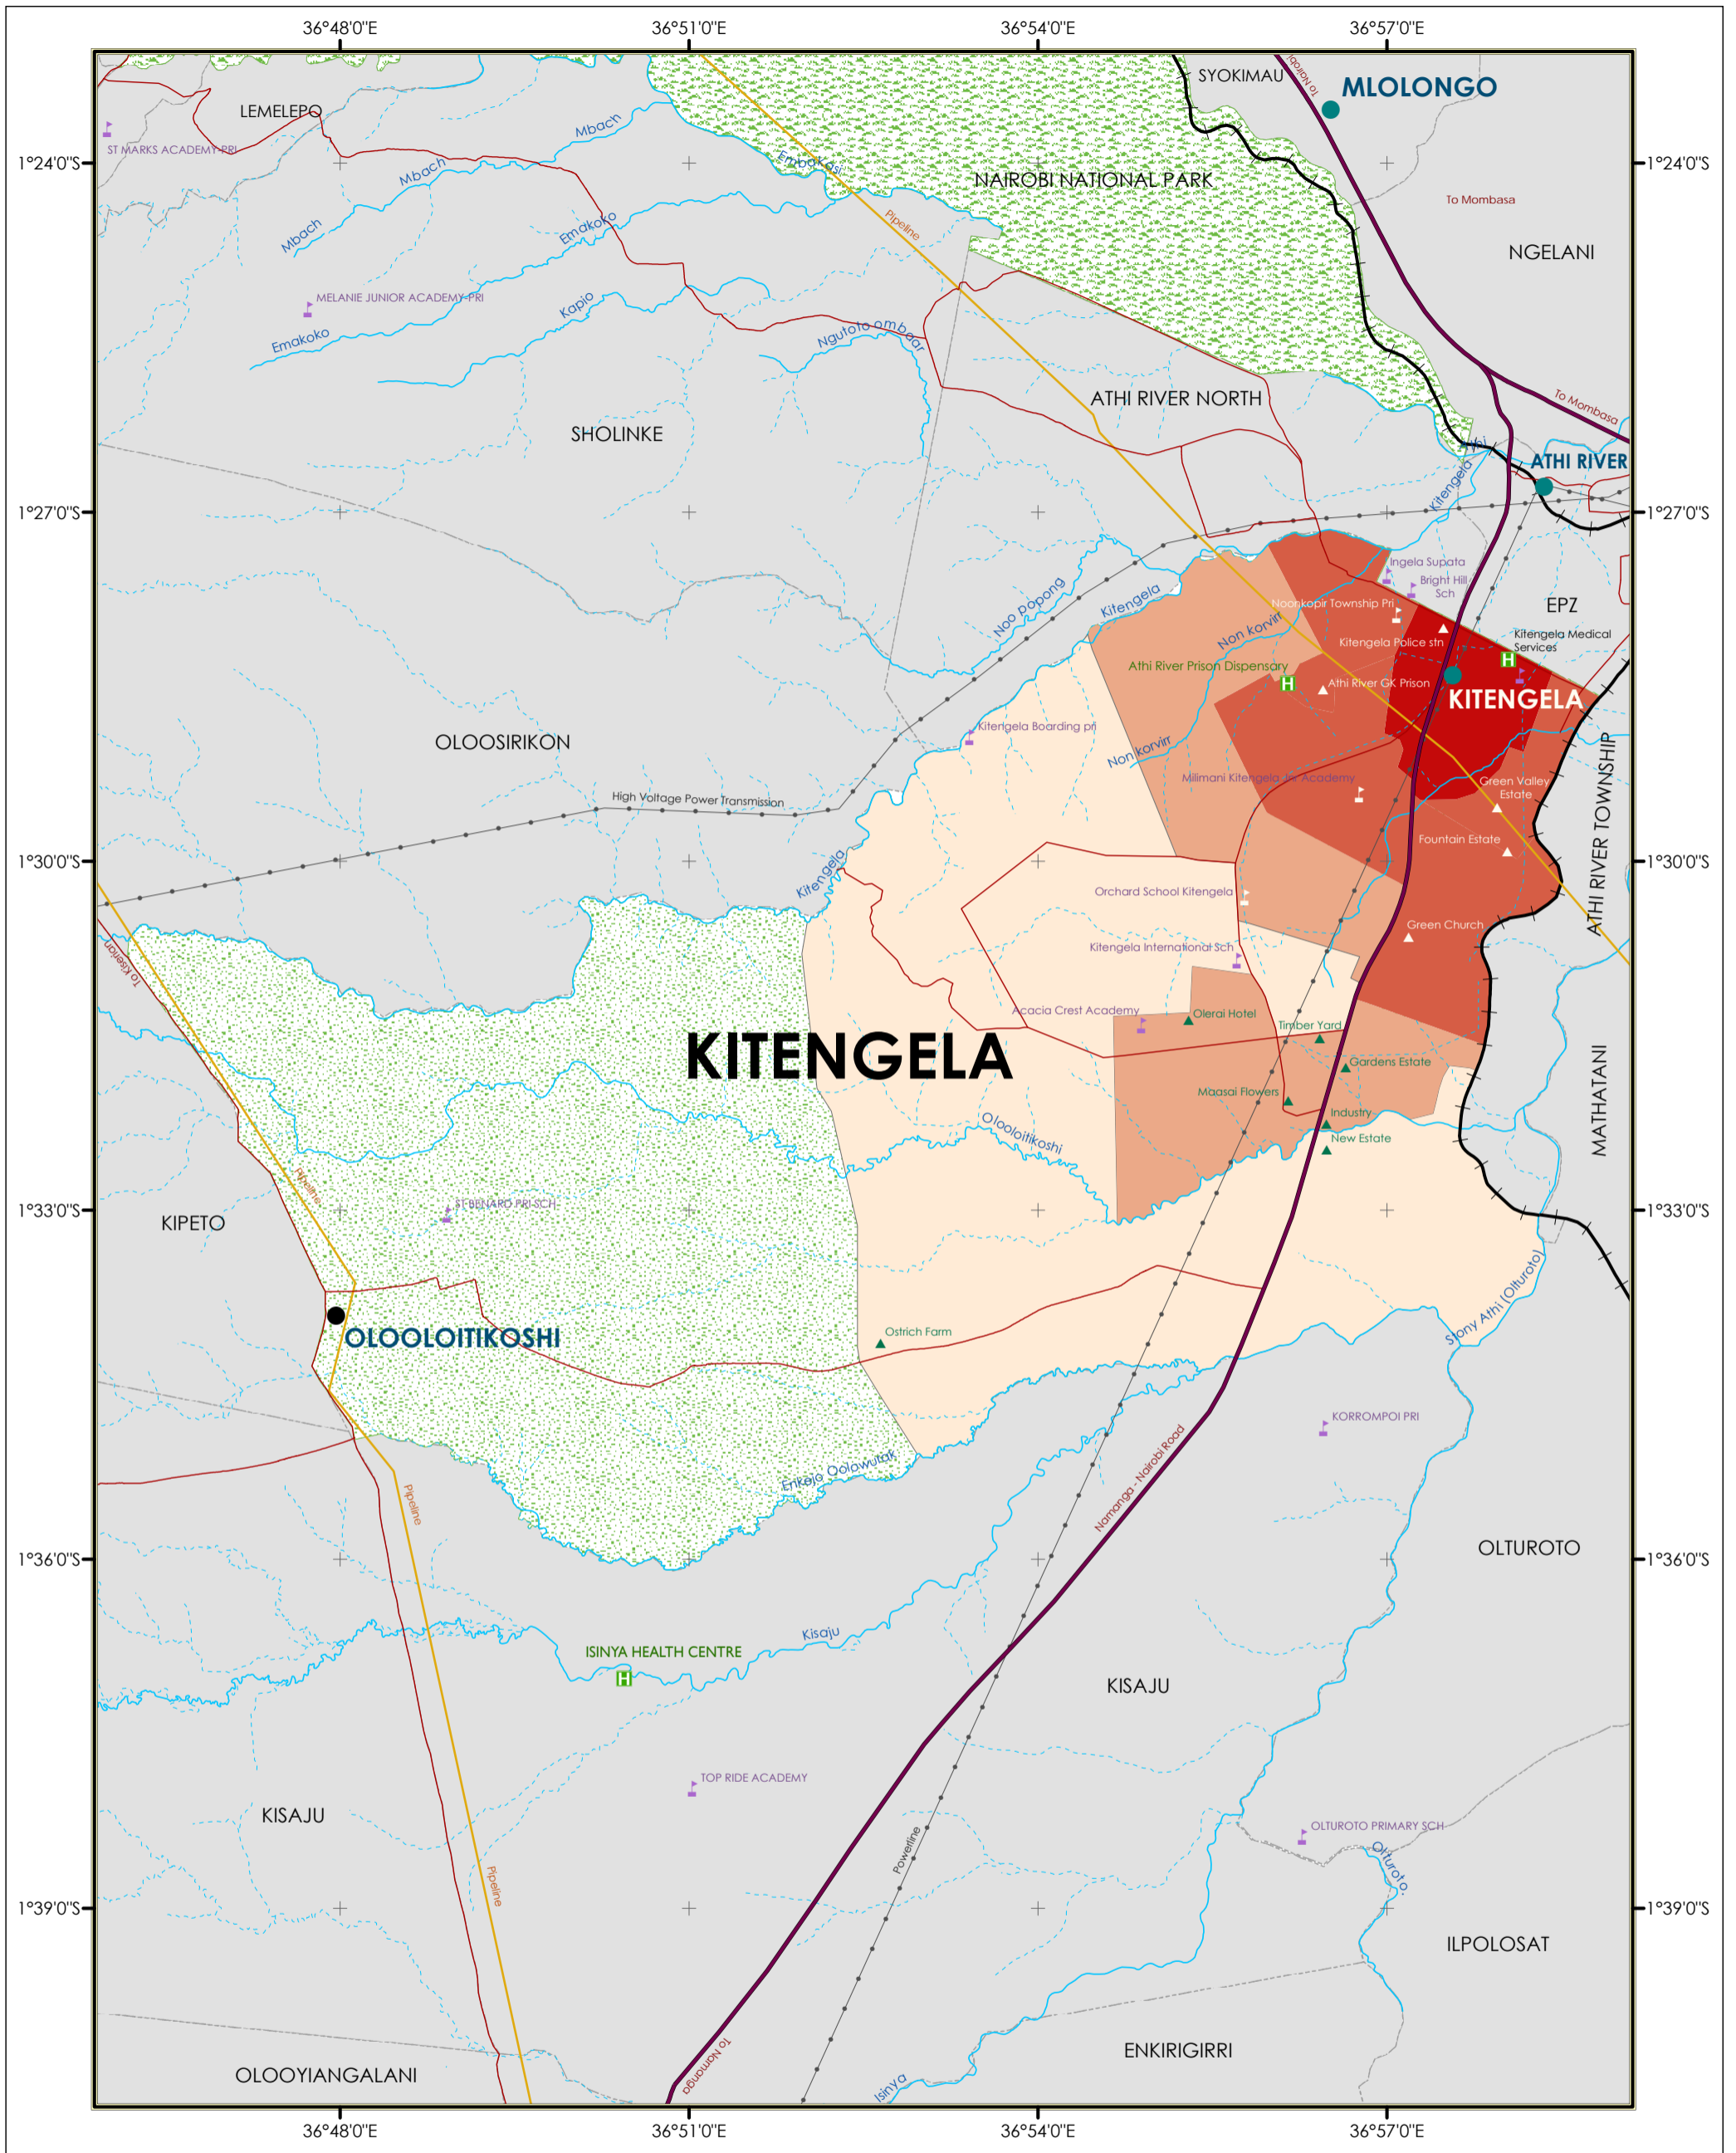 36°48'0"E
36°51'0"E
36°54'0"E
36°57'0"E
SYOKIMAU
To Nairobi
MLOLONGO
LEMELEPO
ST MARKS ACADEMY-PRI
Mbach
Mbach
Mbach
Embakasi
1°24'0"S
1°24'0"S
NAIROBI NATIONAL PARK
To Mombasa
NGELANI
Emakoko
Pipeline
MELANIE JUNIOR ACADEMY-PRI
Kapio
Emakoko
Ngutoto ombaar
ATHI RIVER NORTH
To Mombasa
SHOLINKE
Athi
ATHI RIVER
Kitengela
1°27'0"S
1°27'0"S
Ingela Supata
Bright Hill
Sch
Noo popong
Kitengela
Noonkopir Township Pri
EPZ
Non korvirr
Kitengela Police stn
Kitengela Medical
Services
Athi River Prison Dispensary
Athi River GK Prison
KITENGELA
Kitengela Boarding pri
OLOOSIRIKON
Non korvirr
Milimani Kitengela Jnr Academy
Green Valley
Estate
High Voltage Power Transmission
ATHI RIVER TOWNSHIP
Fountain Estate
1°30'0"S
1°30'0"S
Kitengela
Orchard School Kitengela
Green Church
Kitengela International Sch
To Kiserian
Acacia Crest Academy
Olerai Hotel
Timber Yard
KITENGELA
Gardens Estate
MATHATANI
Maasai Flowers
Industry
Olooloitikoshi
New Estate
Pipeline
ST-BENARD PRI-SCH
1°33'0"S
1°33'0"S
KIPETO
Stony Athi (Olturoto)
OLOOLOITIKOSHI
Ostrich Farm
KORROMPOI PRI
Enkejo Oolawutak
Namanga - Nairobi Road
Pipeline
1°36'0"S
1°36'0"S
OLTUROTO
Kisaju
ISINYA HEALTH CENTRE
KISAJU
TOP RIDE ACADEMY
KISAJU
OLTUROTO PRIMARY SCH
Powerline
Olturoto.
Pipeline
1°39'0"S
1°39'0"S
ILPOLOSAT
To Namanga
ENKIRIGIRRI
OLOOYIANGALANI
Isinya
36°48'0"E
36°51'0"E
36°54'0"E
36°57'0"E